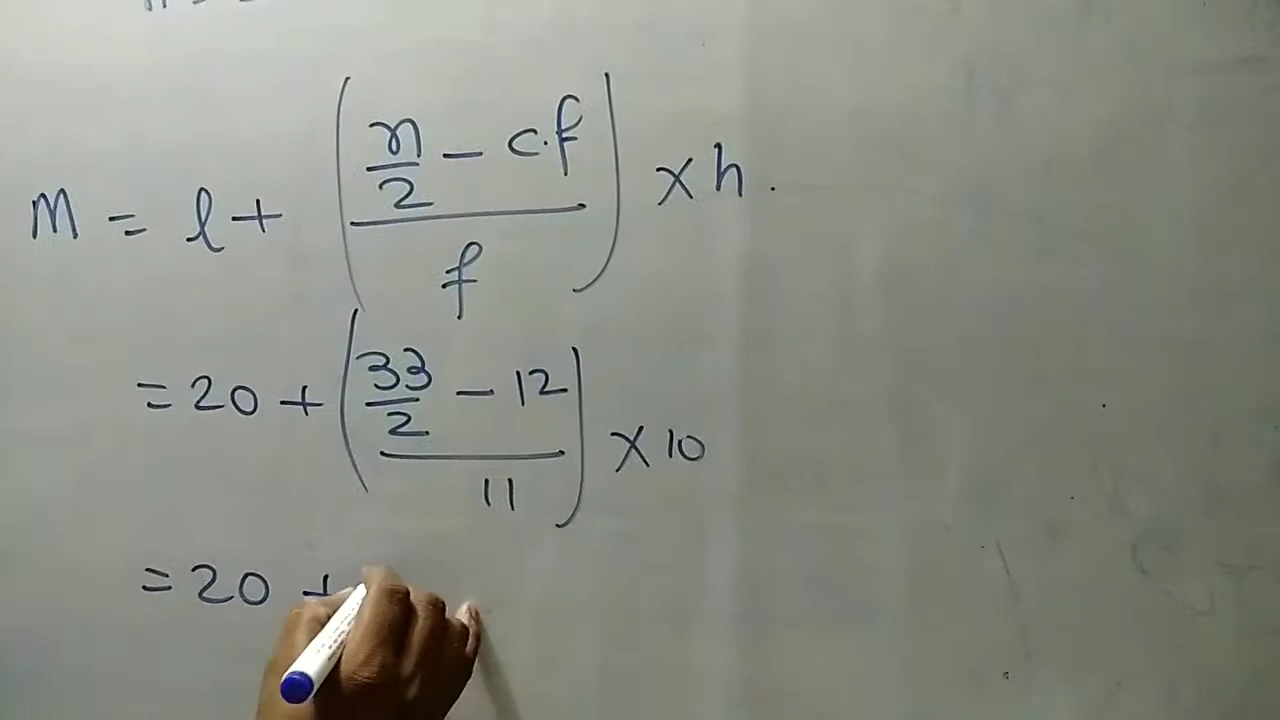 M = l + ( (n/2 - c.f) / f ) × h.
= 20 + ( (33/2 - 12) / 11 ) × 10
= 20 +